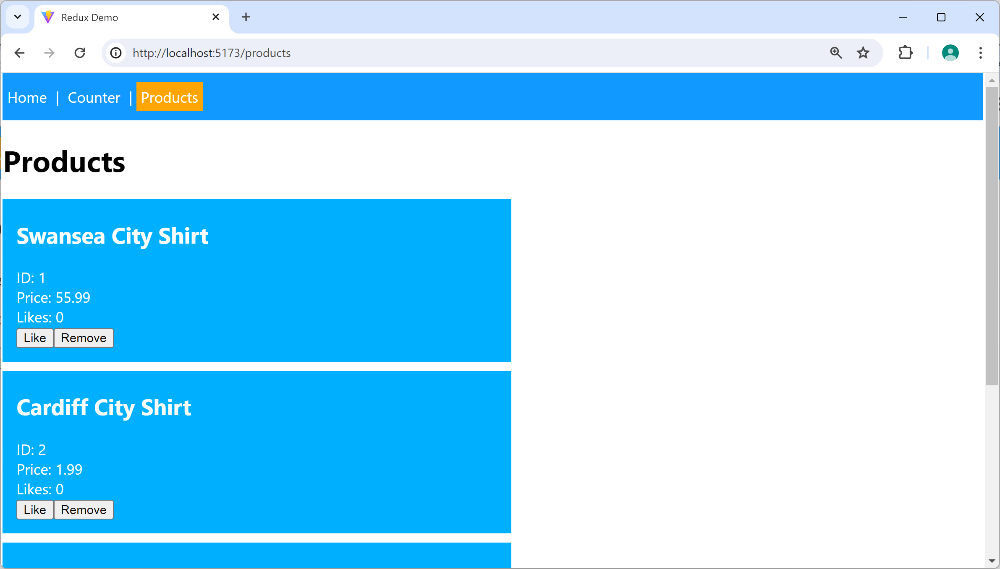 Redux Demo
http://localhost:5173/products
Home | Counter | Products
Products
Swansea City Shirt
ID: 1
Price: 55.99
Likes: 0
Like Remove
Cardiff City Shirt
ID: 2
Price: 1.99
Likes: 0
Like Remove